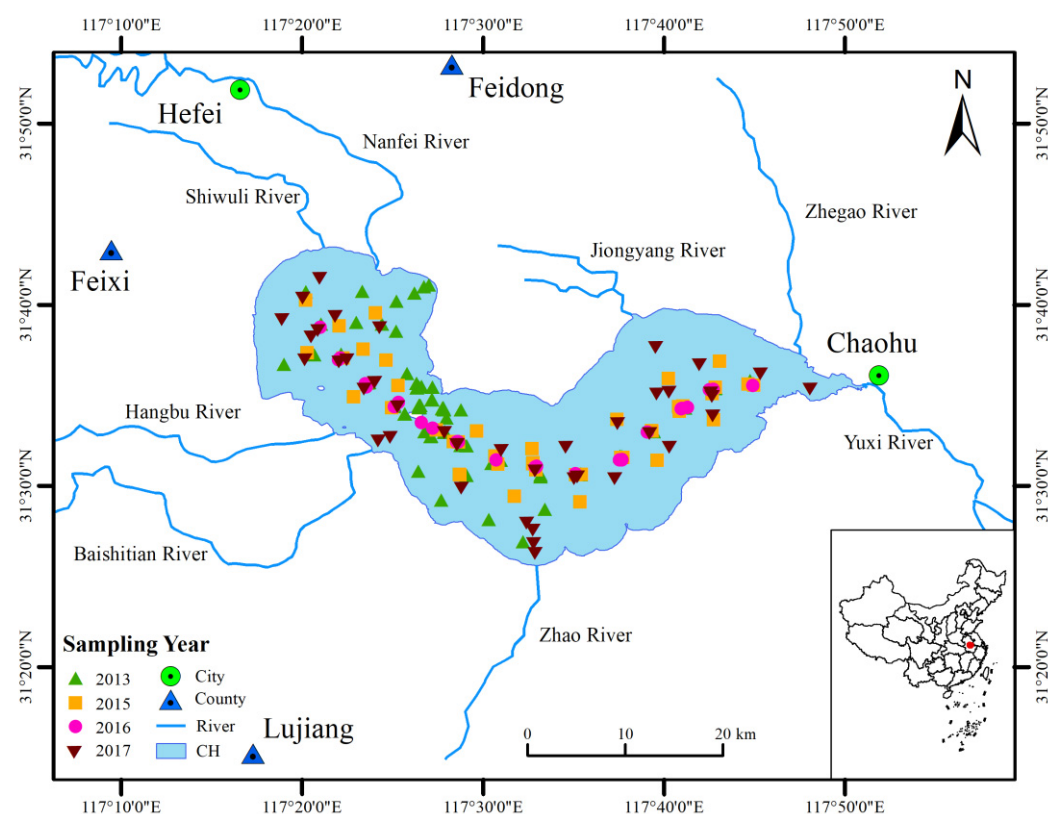 117°10'0"E 117°20'0"E 117°30'0"E 117°40'0"E 117°50'0"E
31°50'0"N
31°40'0"N
31°30'0"N
31°20'0"N
31°50'0"N
31°40'0"N
31°30'0"N
31°20'0"N
N
Feidong
Hefei
Nanfei River
Shiwuli River
Zhegao River
Jiongyang River
Feixi
Chaohu
Hangbu River
Yuxi River
Baishitian River
Zhao River
Sampling Year
2013 City
2015 County
2016 River
2017 CH
Lujiang
0 10 20 km
117°10'0"E 117°20'0"E 117°30'0"E 117°40'0"E 117°50'0"E